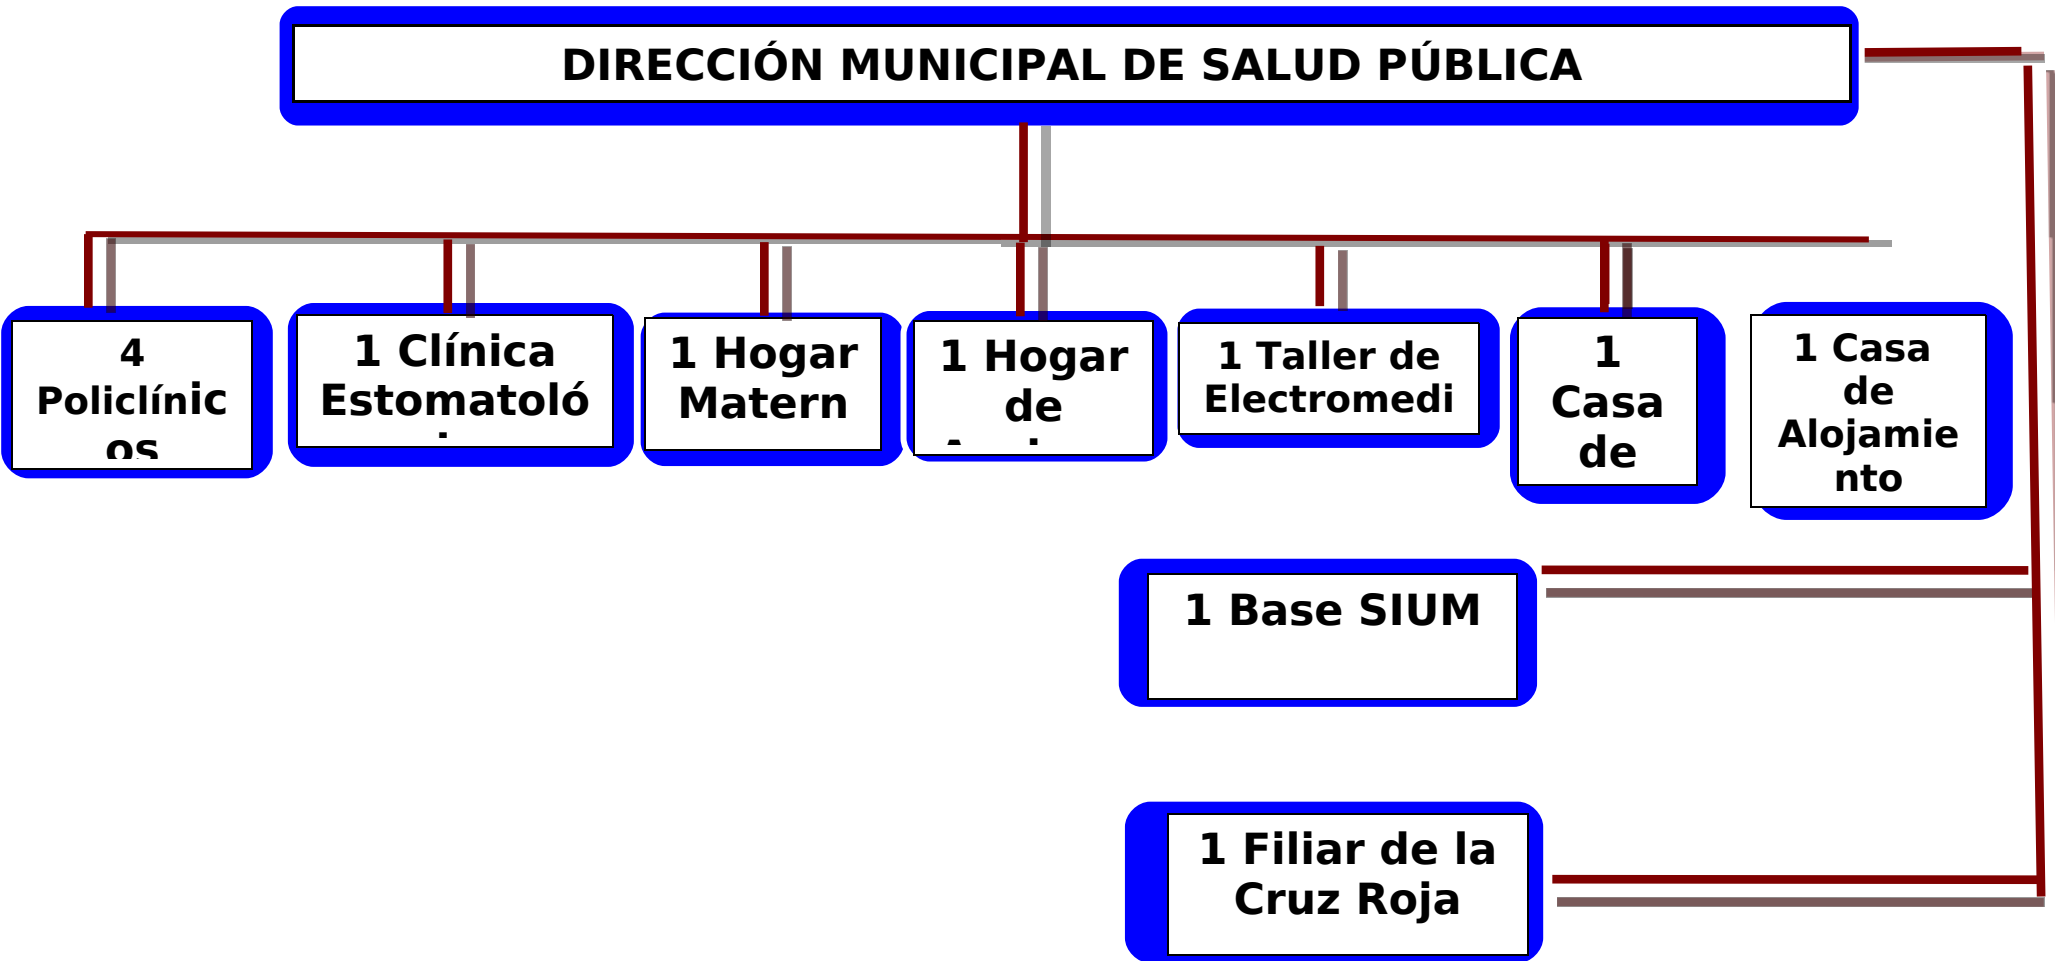 DIRECCIÓN MUNICIPAL DE SALUD PÚBLICA
4
Policlínic
os
1 Clínica
Estomatoló
1 Hogar
Matern
1 Hogar
de
1 Taller de
Electromedi
1
Casa
de
1 Casa
de
Alojamie
nto
1 Base SIUM
1 Filiar de la
Cruz Roja